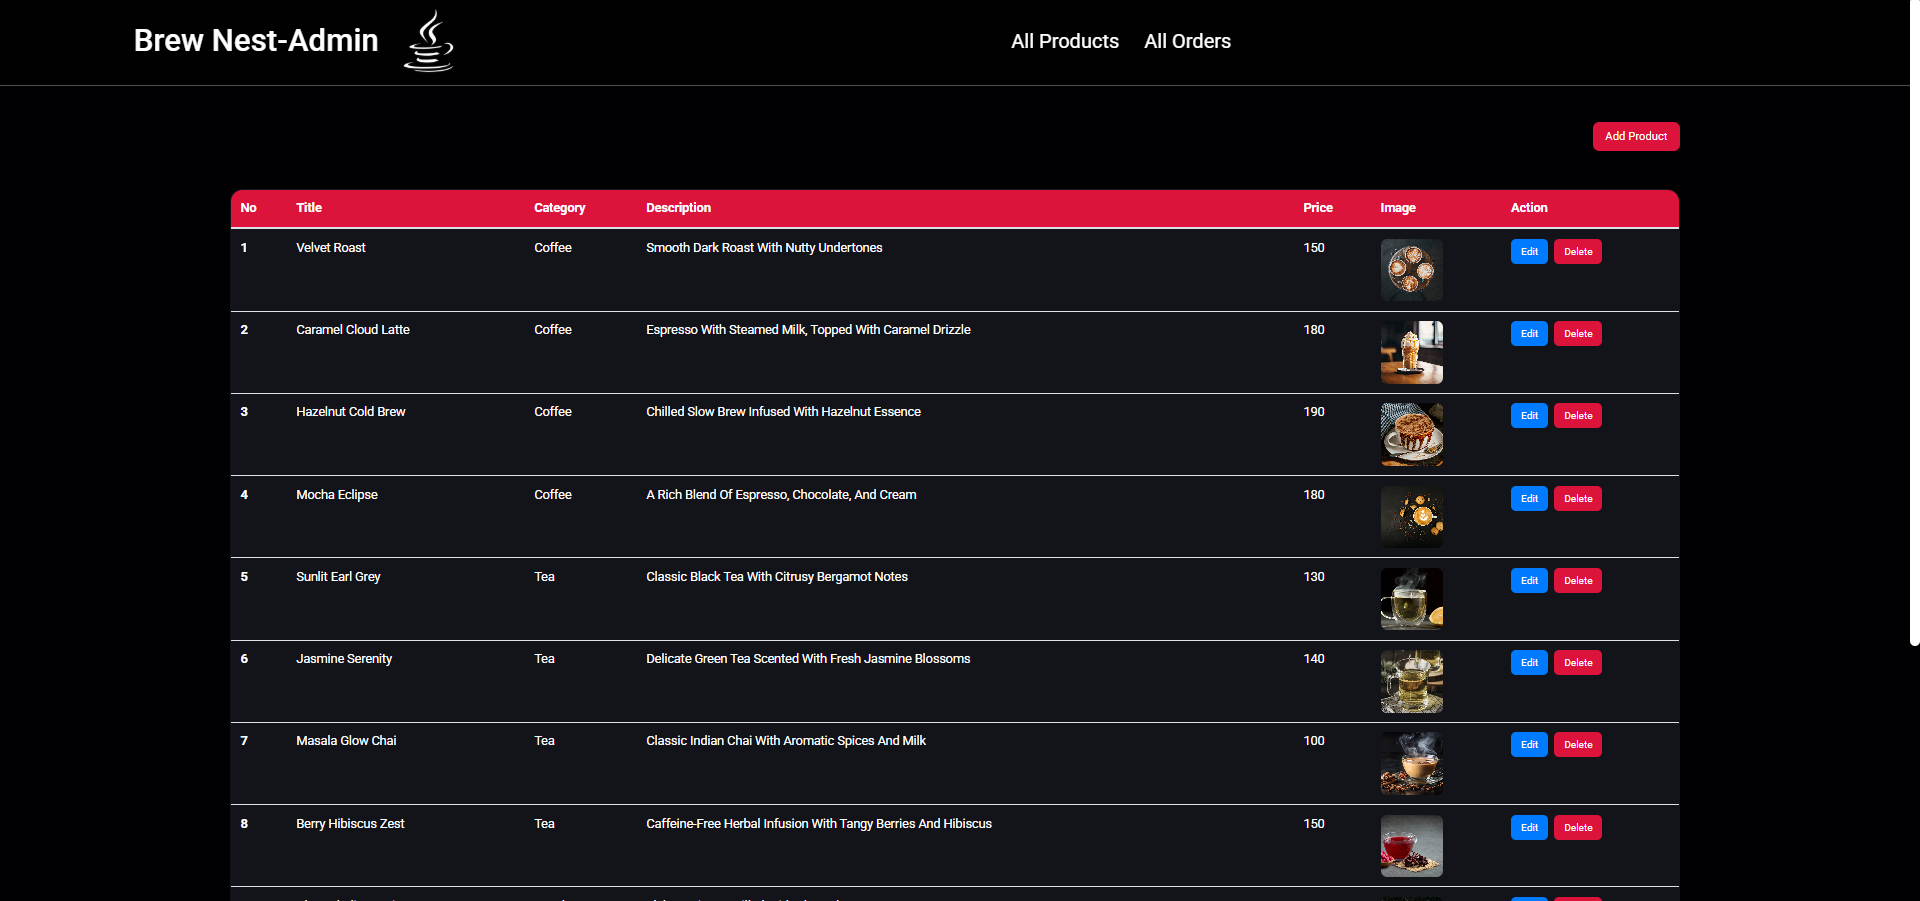 Brew Nest-Admin
All Products All Orders
Add Product
No Title Category Description Price Image Action
1 Velvet Roast Coffee Smooth Dark Roast With Nutty Undertones 150 Edit Delete
2 Caramel Cloud Latte Coffee Espresso With Steamed Milk, Topped With Caramel Drizzle 180 Edit Delete
3 Hazelnut Cold Brew Coffee Chilled Slow Brew Infused With Hazelnut Essence 190 Edit Delete
4 Mocha Eclipse Coffee A Rich Blend Of Espresso, Chocolate, And Cream 180 Edit Delete
5 Sunlit Earl Grey Tea Classic Black Tea With Citrusy Bergamot Notes 130 Edit Delete
6 Jasmine Serenity Tea Delicate Green Tea Scented With Fresh Jasmine Blossoms 140 Edit Delete
7 Masala Glow Chai Tea Classic Indian Chai With Aromatic Spices And Milk 100 Edit Delete
8 Berry Hibiscus Zest Tea Caffeine-Free Herbal Infusion With Tangy Berries And Hibiscus 150 Edit Delete